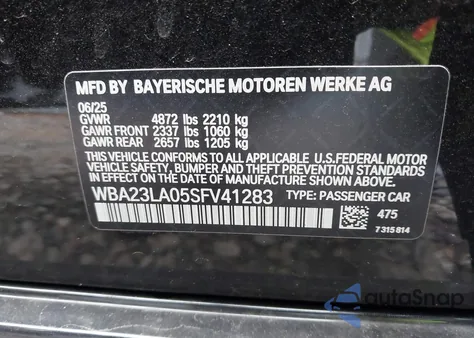 MFD BY BAYERISCHE MOTOREN WERKE AG
06/25
GVWR 4872 lbs 2210 kg
GAWR FRONT 2337 lbs 1060 kg
GAWR REAR 2657 lbs 1205 kg
THIS VEHICLE CONFORMS TO ALL APPLICABLE U.S.FEDERAL MOTOR
VEHICLE SAFETY, BUMPER, AND THEFT PREVENTION
STANDARDS IN EFFECT ON THE DATE OF MANUFACTURE SHOWN ABOVE.
WBA23LA05SFV41283 TYPE: PASSENGER CAR
475
7 315 814
autoSnap